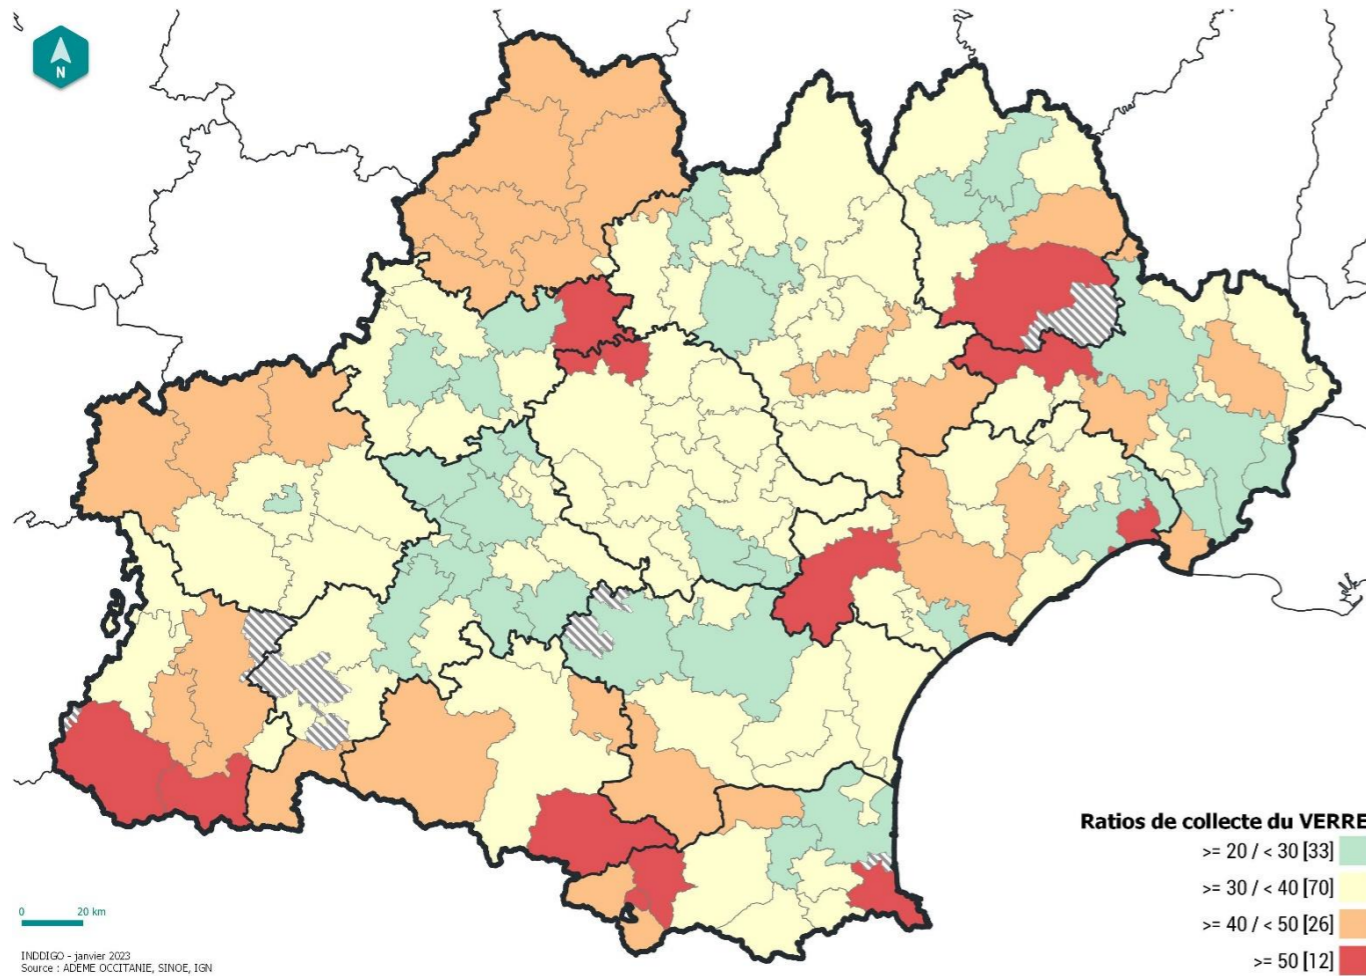 N
Ratios de collecte du VERRE
>= 20 / < 30 [33]
>= 30 / < 40 [70]
>= 40 / < 50 [26]
>= 50 [12]
0 20 km
INDDIGO - janvier 2023
Source : ADEME OCCITANIE, SINOE, IGN